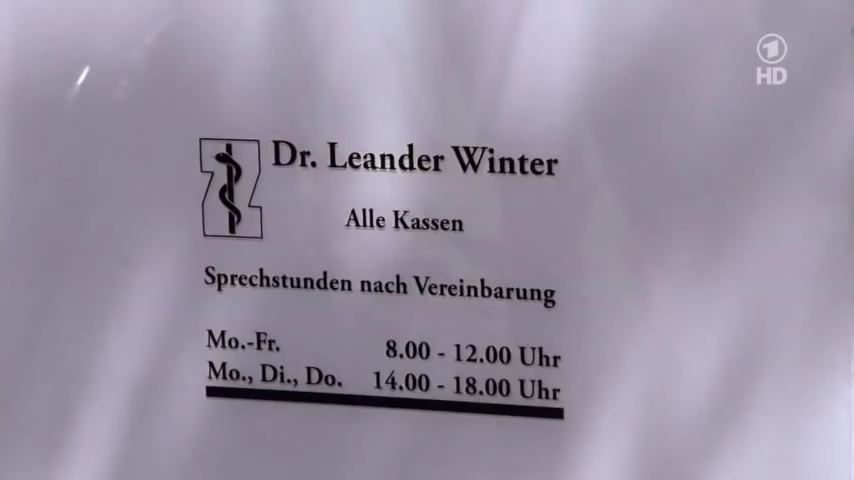 1
HD
Dr. Leander Winter
Alle Kassen
Sprechstunden nach Vereinbarung
Mo.-Fr. 8.00 - 12.00 Uhr
Mo., Di., Do. 14.00 - 18.00 Uhr